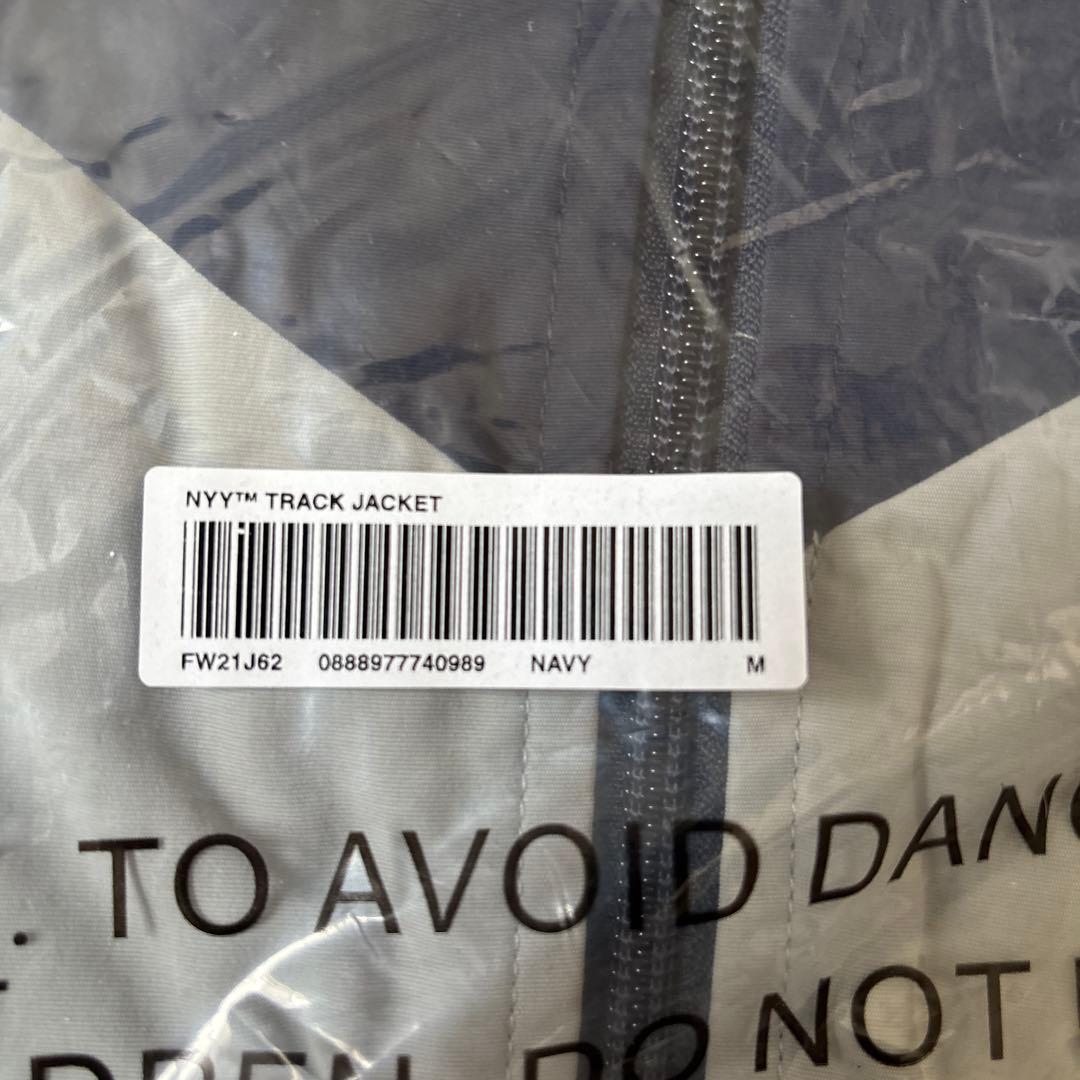 NYY™ TRACK JACKET
FW21J62 0888977740989 NAVY M
. TO AVOID DANG
DO NOT